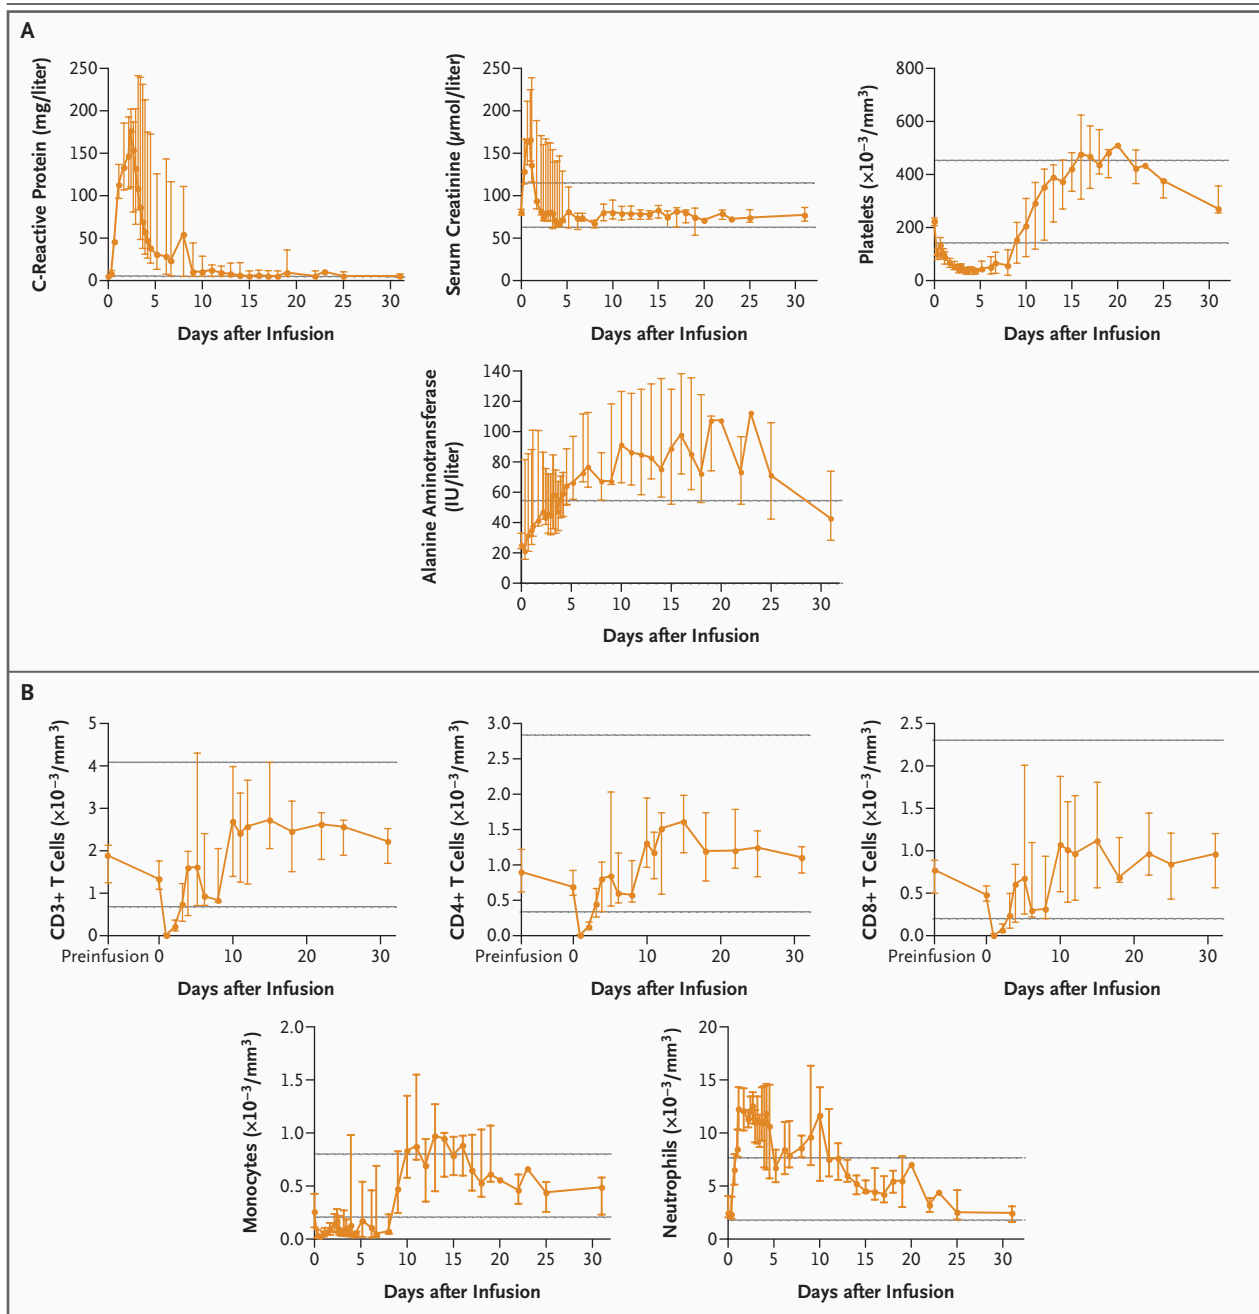 A
C-Reactive Protein (mg/liter)
250
200
150
100
50
0
0 5 10 15 20 25 30
Days after Infusion
Serum Creatinine (μmol/liter)
250
200
150
100
50
0
0 5 10 15 20 25 30
Days after Infusion
Platelets (×10⁻³/mm³)
800
600
400
200
0
0 5 10 15 20 25 30
Days after Infusion
Alanine Aminotransferase
(IU/liter)
140
120
100
80
60
40
20
0
0 5 10 15 20 25 30
Days after Infusion
B
CD3+ T Cells (×10⁻³/mm³)
5
4
3
2
1
0
Preinfusion 0 10 20 30
Days after Infusion
CD4+ T Cells (×10⁻³/mm³)
3.0
2.5
2.0
1.5
1.0
0.5
0.0
Preinfusion 0 10 20 30
Days after Infusion
CD8+ T Cells (×10⁻³/mm³)
2.5
2.0
1.5
1.0
0.5
0.0
Preinfusion 0 10 20 30
Days after Infusion
Monocytes (×10⁻³/mm³)
2.0
1.5
1.0
0.5
0.0
0 5 10 15 20 25 30
Days after Infusion
Neutrophils (×10⁻³/mm³)
20
15
10
5
0
0 5 10 15 20 25 30
Days after Infusion